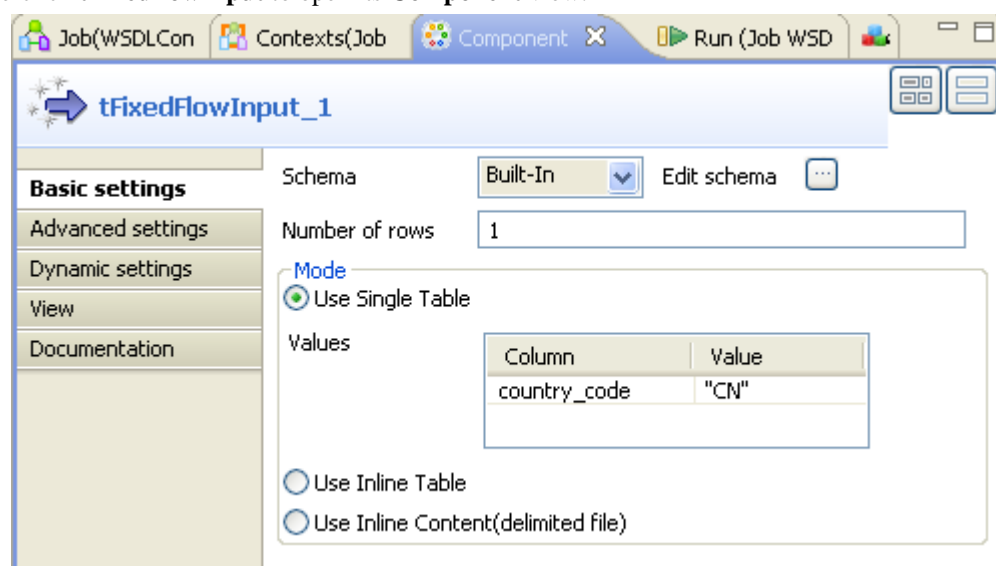 Job(WSDLCon Contexts(Job Component Run (Job WSD
tFixedFlowInput_1
Basic settings
Advanced settings
Dynamic settings
View
Documentation
Schema Built-In Edit schema ...
Number of rows 1
Mode
Use Single Table
Values
Column Value
country_code "CN"
Use Inline Table
Use Inline Content(delimited file)